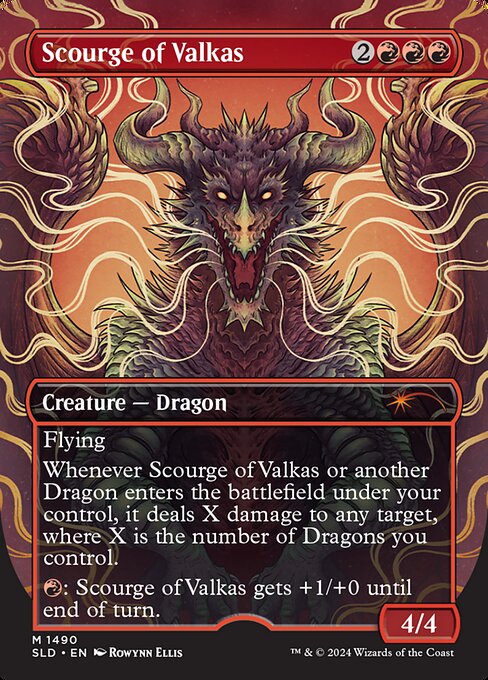 Scourge of Valkas 2
Creature — Dragon
Flying
Whenever Scourge of Valkas or another
Dragon enters the battlefield under your
control, it deals X damage to any target,
where X is the number of Dragons you
control.
: Scourge of Valkas gets +1/+0 until
end of turn.
4/4
M 1490
SLD • EN Rowynn Ellis
™ & © 2024 Wizards of the Coast